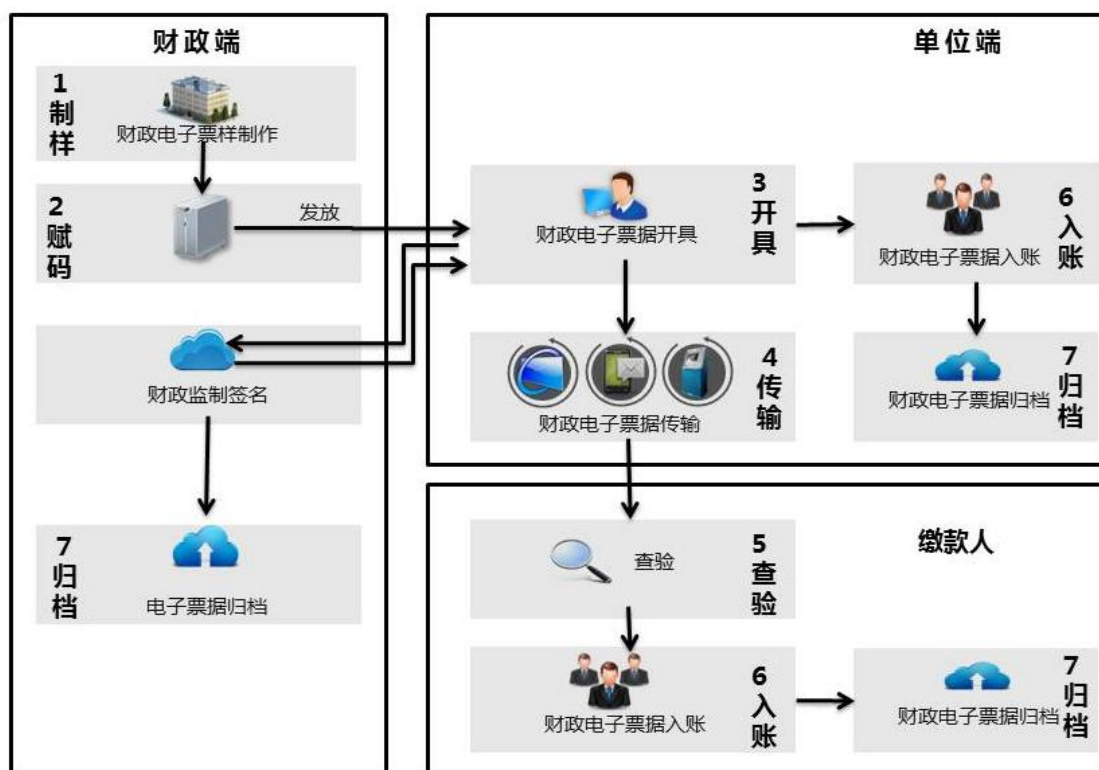 财政端
1
制样
财政电子票样制作
2
赋码
发放
财政监制签名
7
归档
电子票据归档
单位端
3
开具
财政电子票据开具
6
入账
财政电子票据入账
4
传输
财政电子票据传输
7
归档
财政电子票据归档
缴款人
5
查验
查验
6
入账
财政电子票据入账
7
归档
财政电子票据归档